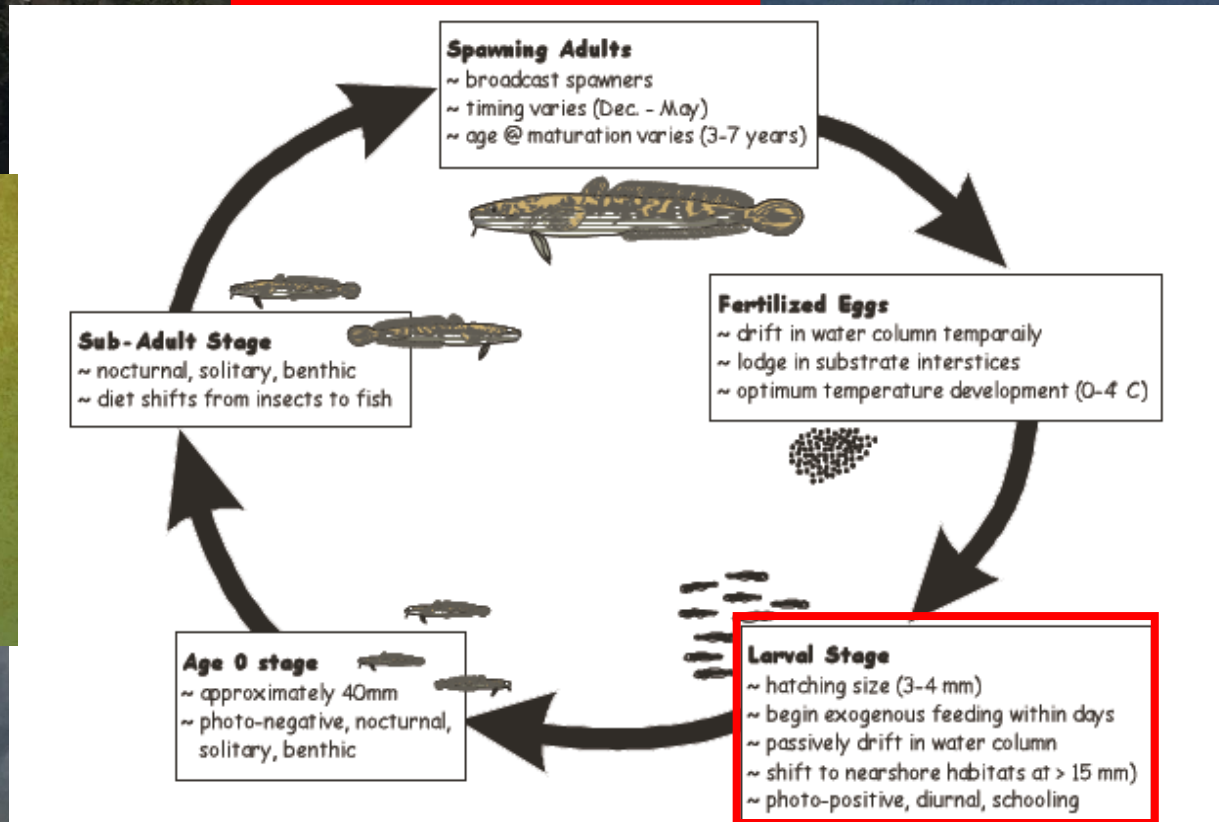 Spawning Adults
~ broadcast spawners
~ timing varies (Dec. - May)
~ age @ maturation varies (3-7 years)
Fertilized Eggs
~ drift in water column temparaily
~ lodge in substrate interstices
~ optimum temperature development (0-4° C)
Larval Stage
~ hatching size (3-4 mm)
~ begin exogenous feeding within days
~ passively drift in water column
~ shift to nearshore habitats at > 15 mm)
~ photo-positive, diurnal, schooling
Age 0 stage
~ approximately 40mm
~ photo-negative, nocturnal,
solitary, benthic
Sub-Adult Stage
~ nocturnal, solitary, benthic
~ diet shifts from insects to fish